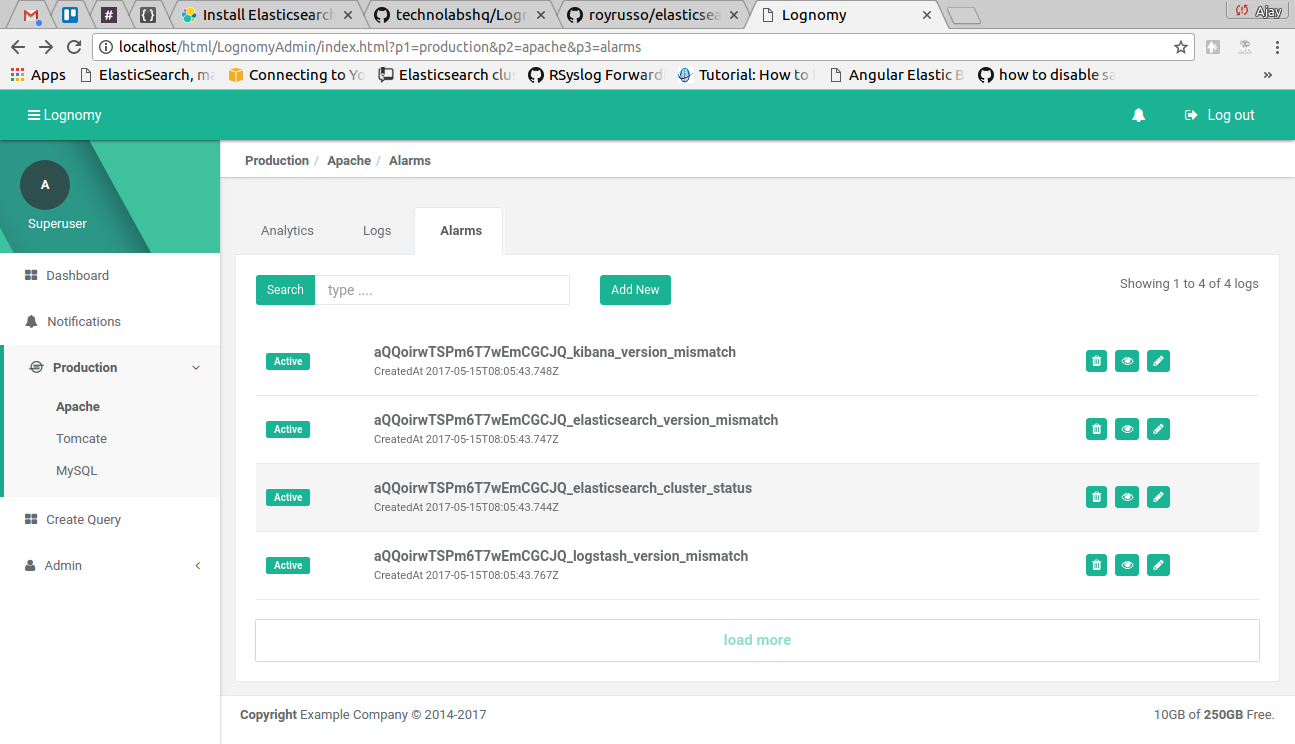 Install Elasticsearch
technolabshq/Logn
royrusso/elasticsea
Lognomy
Ajay
localhost/html/LognomyAdmin/index.html?p1=production&p2=apache&p3=alarms
Apps
ElasticSearch, ma
Connecting to Yo
Elasticsearch clus
RSyslog Forward
Tutorial: How to
Angular Elastic B
how to disable sa
»
Lognomy
Log out
A
Superuser
Production / Apache / Alarms
Dashboard
Notifications
Production
Apache
Tomcate
MySQL
Create Query
Admin
Analytics
Logs
Alarms
Search
type ....
Add New
Showing 1 to 4 of 4 logs
Active
aQQoirwTSPm6T7wEmCGCJQ_kibana_version_mismatch
CreatedAt 2017-05-15T08:05:43.748Z
Active
aQQoirwTSPm6T7wEmCGCJQ_elasticsearch_version_mismatch
CreatedAt 2017-05-15T08:05:43.747Z
Active
aQQoirwTSPm6T7wEmCGCJQ_elasticsearch_cluster_status
CreatedAt 2017-05-15T08:05:43.744Z
Active
aQQoirwTSPm6T7wEmCGCJQ_logstash_version_mismatch
CreatedAt 2017-05-15T08:05:43.767Z
load more
Copyright Example Company © 2014-2017
10GB of 250GB Free.